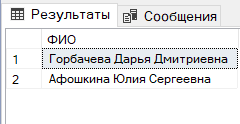 Результаты Сообщения
ФИО
1 Горбачева Дарья Дмитриевна
2 Афошкина Юлия Сергеевна